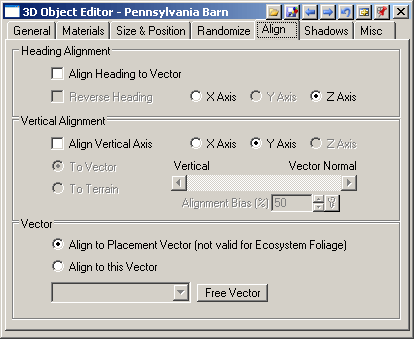 3D Object Editor - Pennsylvania Barn
General Materials Size & Position Randomize Align Shadows Misc
Heading Alignment
Align Heading to Vector
Reverse Heading X Axis Y Axis Z Axis
Vertical Alignment
Align Vertical Axis X Axis Y Axis Z Axis
To Vector Vertical Vector Normal
To Terrain
Alignment Bias (%) 50
Vector
Align to Placement Vector (not valid for Ecosystem Foliage)
Align to this Vector
Free Vector